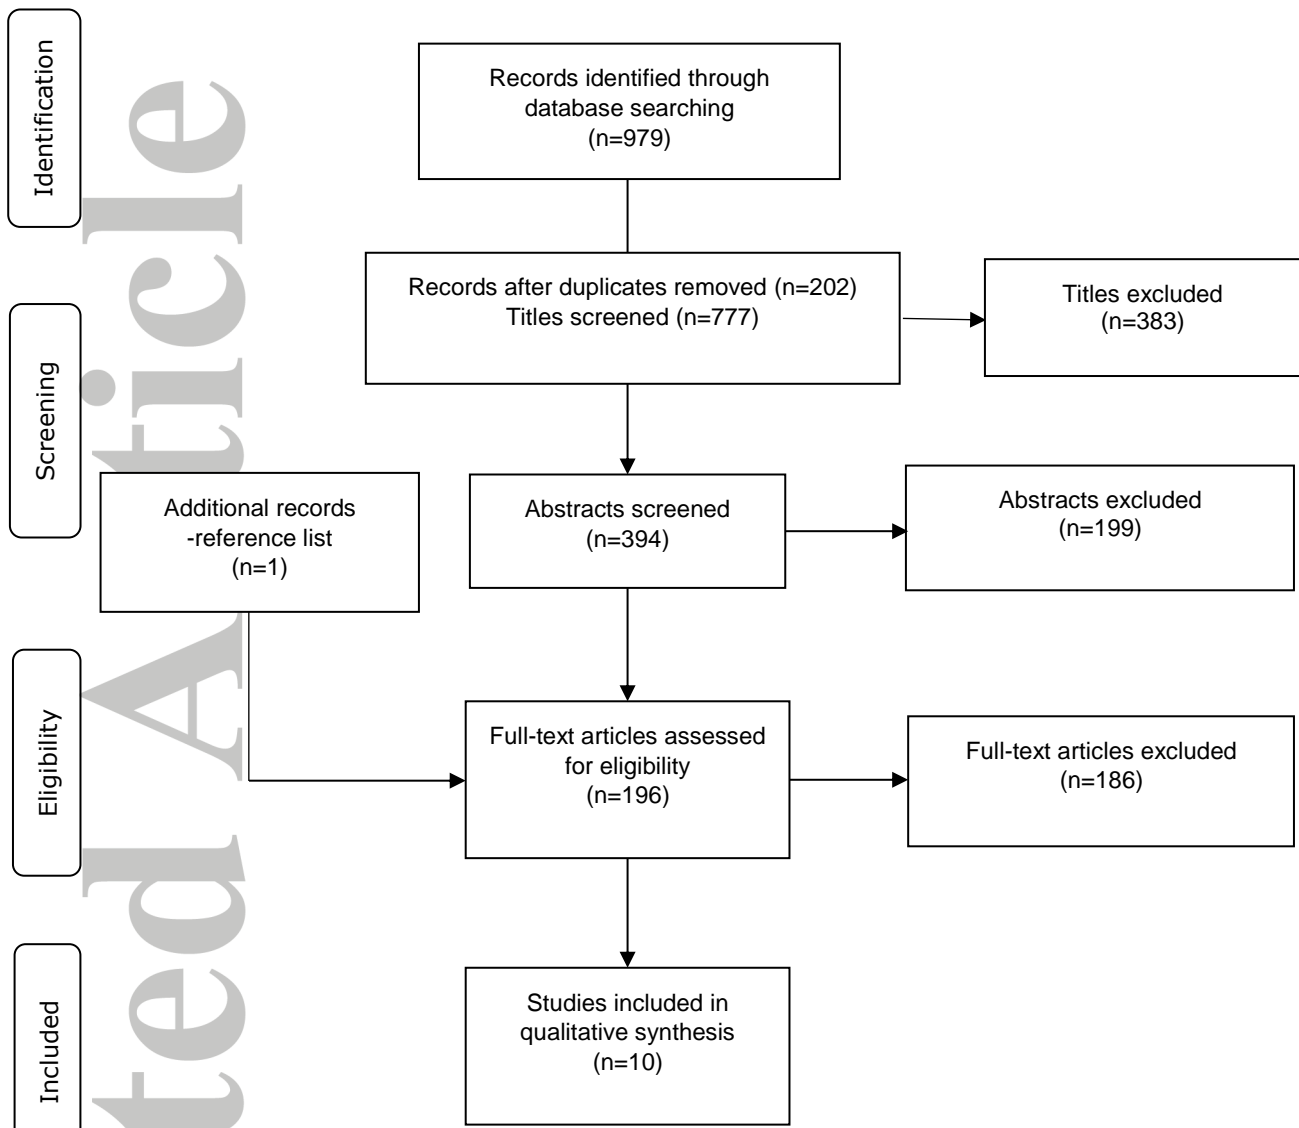 Identification
Records identified through
database searching
(n=979)
Records after duplicates removed (n=202)
Titles screened (n=777)
Titles excluded
(n=383)
Screening
Additional records
-reference list
(n=1)
Abstracts screened
(n=394)
Abstracts excluded
(n=199)
Eligibility
Full-text articles assessed
for eligibility
(n=196)
Full-text articles excluded
(n=186)
Included
Studies included in
qualitative synthesis
(n=10)
ted Article